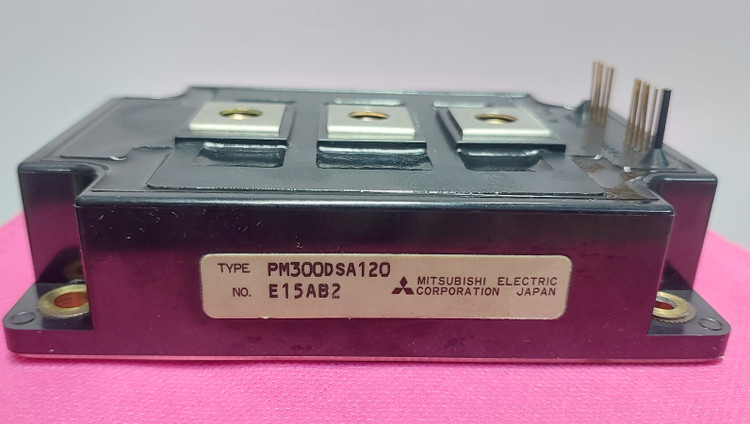 TYPE PM300DSA120
NO. E15AB2
MITSUBISHI ELECTRIC
CORPORATION JAPAN